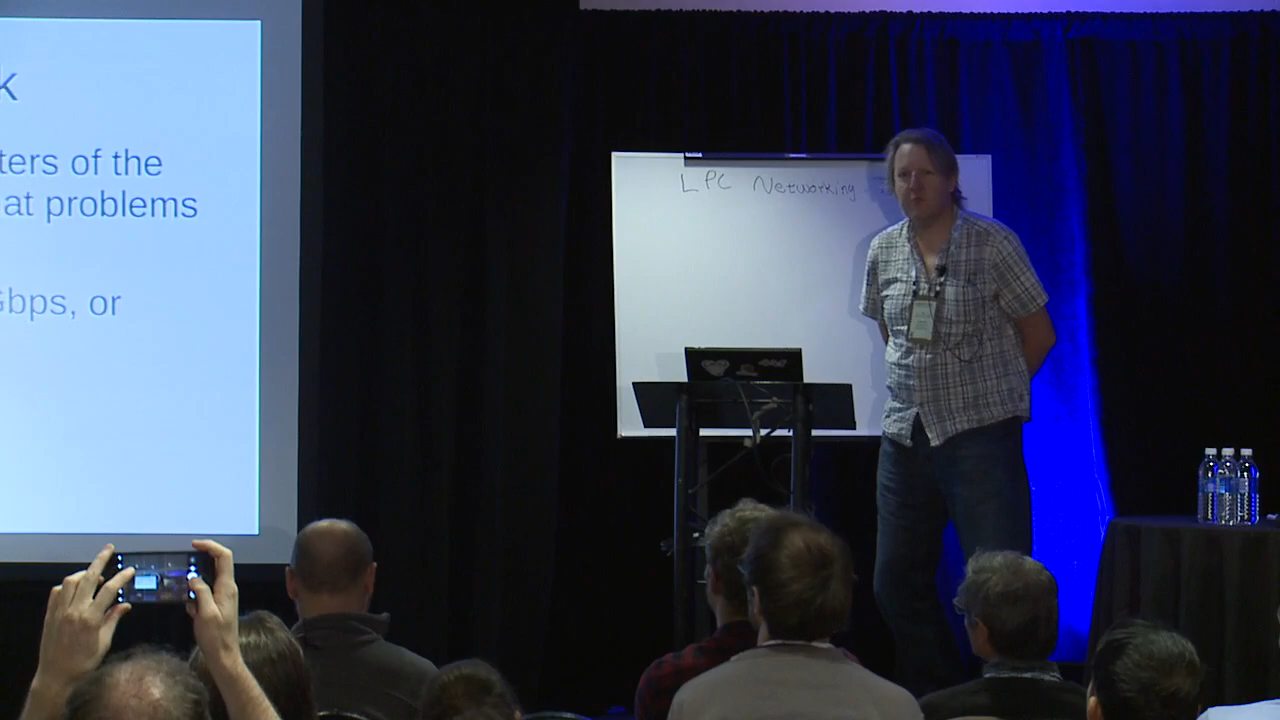 k
ters of the
at problems
Gbps, or
LPC Networking